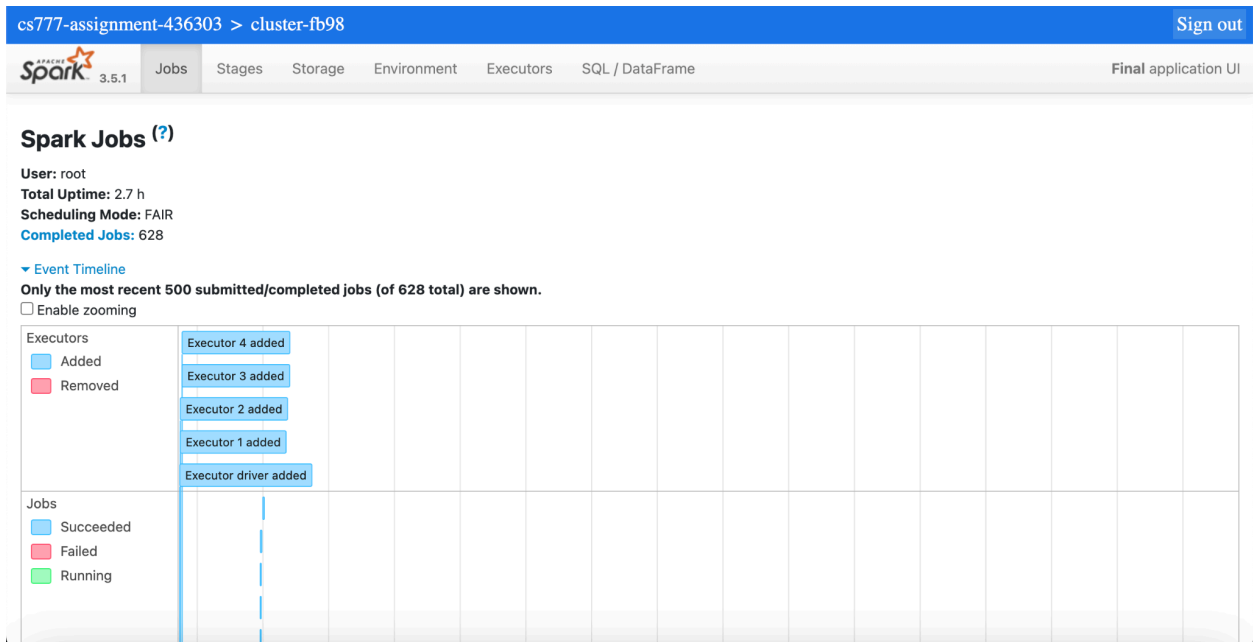 cs777-assignment-436303 > cluster-fb98 Sign out
APACHE Spark 3.5.1 Jobs Stages Storage Environment Executors SQL / DataFrame Final application UI
Spark Jobs (?)
User: root
Total Uptime: 2.7 h
Scheduling Mode: FAIR
Completed Jobs: 628
Event Timeline
Only the most recent 500 submitted/completed jobs (of 628 total) are shown.
Enable zooming
Executors
Added
Removed
Executor 4 added
Executor 3 added
Executor 2 added
Executor 1 added
Executor driver added
Jobs
Succeeded
Failed
Running